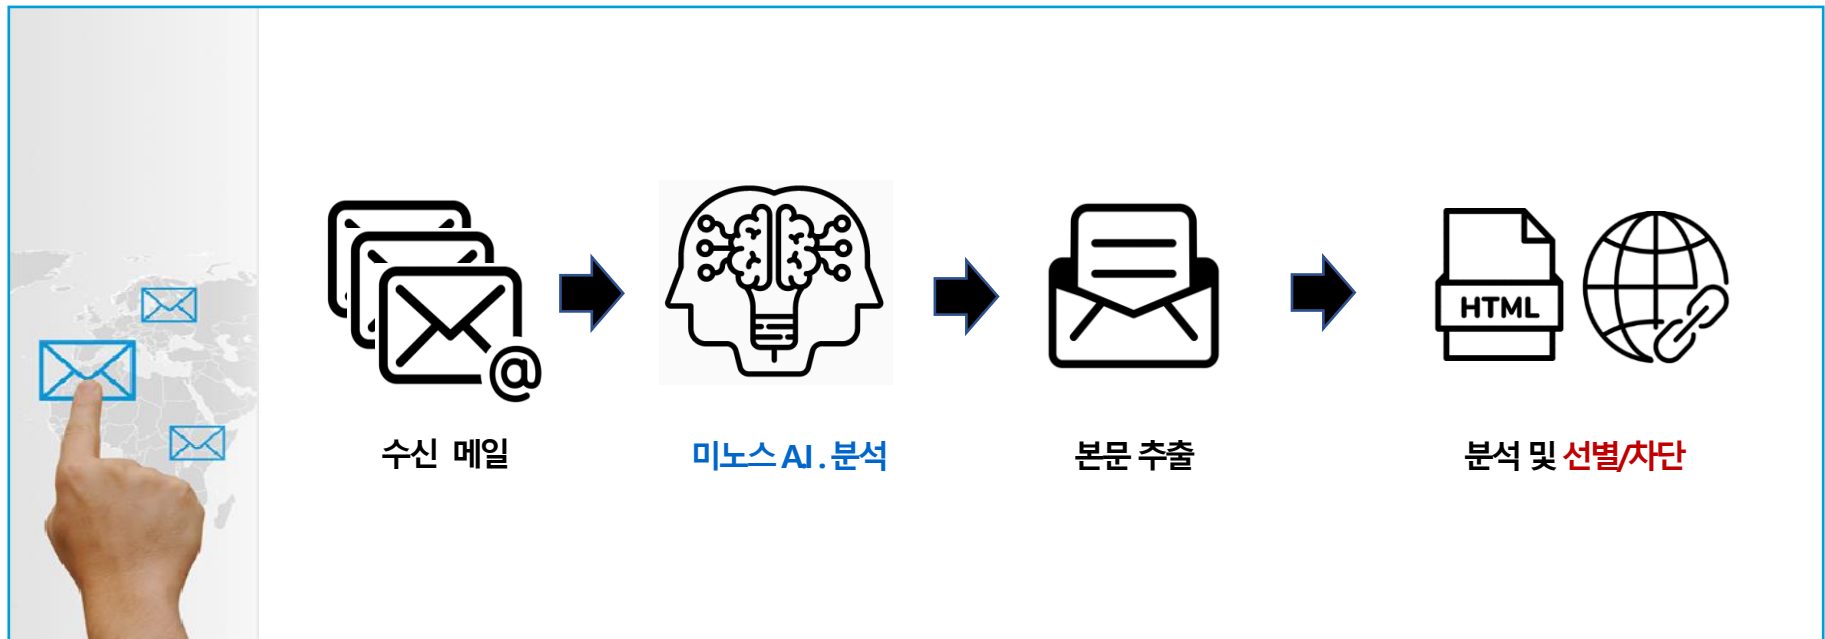 @
HTML
수신 메일
미노스 A.I . 분석
본문 추출
분석 및 선별/차단